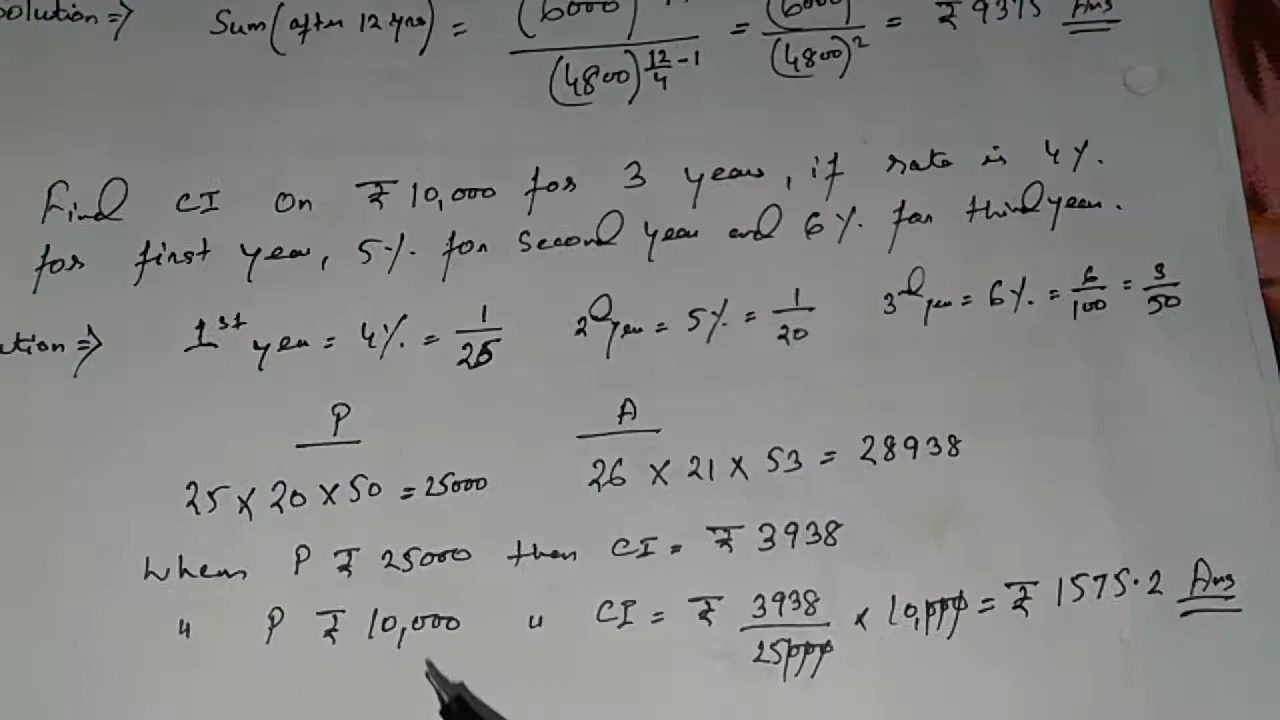 olution⇒ Sum(after 12 yrs) = (6000) / (4800)^(12/4 - 1) = (6000) / (4800)² = ₹ 9375 Ans
Find CI on ₹ 10,000 for 3 years, if rate is 4%.
for first year, 5% for Second year and 6% for third year.
ution⇒ 1st year = 4% = 1/25 2nd year = 5% = 1/20 3rd year = 6% = 6/100 = 3/50
P A
25 × 20 × 50 = 25000 26 × 21 × 53 = 28938
When P ₹ 25000 then CI = ₹ 3938
" P ₹ 10,000 " CI = ₹ 3938/25000 × 10,000 = ₹ 1575.2 Ans